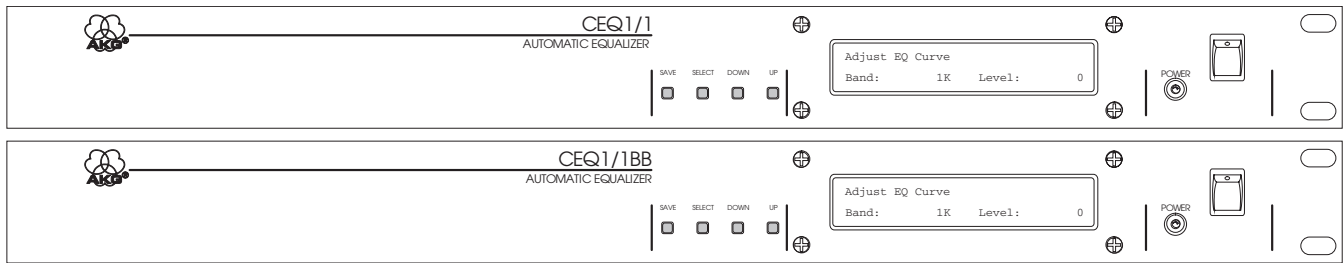 CEQ1/1
AKG®
AUTOMATIC EQUALIZER
Adjust EQ Curve
Band: 1K Level: 0
SAVE SELECT DOWN UP
POWER
CEQ1/1BB
AKG®
AUTOMATIC EQUALIZER
Adjust EQ Curve
Band: 1K Level: 0
SAVE SELECT DOWN UP
POWER